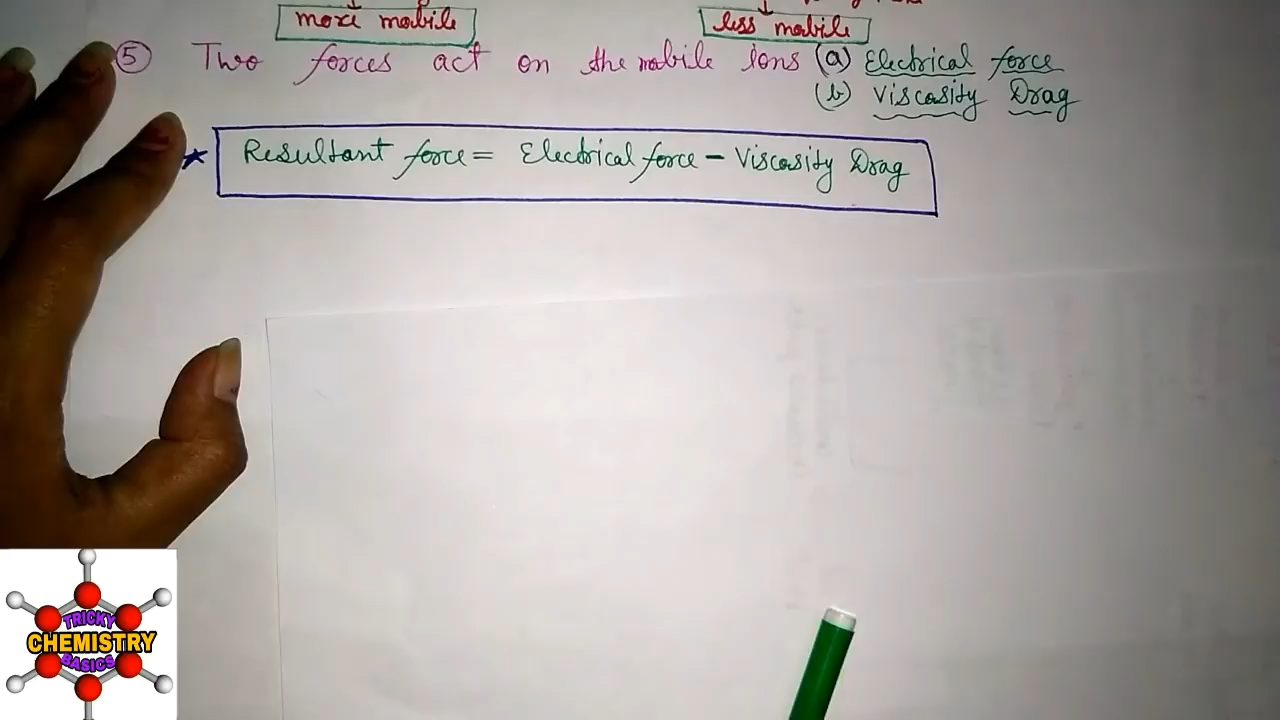 more mobile
less mobile
⑤ Two forces act on the mobile ions (a) Electrical force
(b) Viscosity Drag
★ Resultant force = Electrical force - Viscosity Drag
TRICKY
CHEMISTRY
BASICS